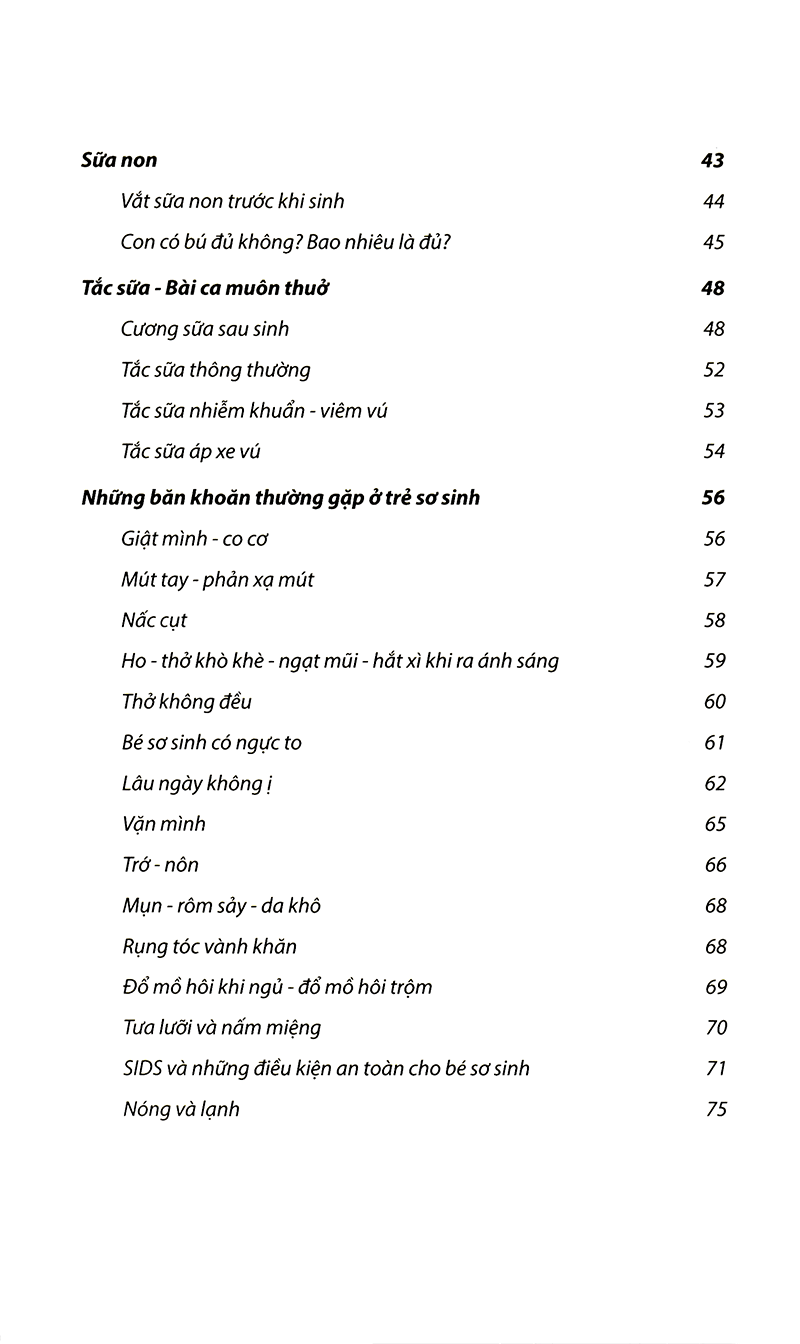 Sữa non 43
Vắt sữa non trước khi sinh 44
Con có bú đủ không? Bao nhiêu là đủ? 45
Tắc sữa - Bài ca muôn thuở 48
Cương sữa sau sinh 48
Tắc sữa thông thường 52
Tắc sữa nhiễm khuẩn - viêm vú 53
Tắc sữa áp xe vú 54
Những băn khoăn thường gặp ở trẻ sơ sinh 56
Giật mình - co cơ 56
Mút tay - phản xạ mút 57
Nấc cụt 58
Ho - thở khò khè - ngạt mũi - hắt xì khi ra ánh sáng 59
Thở không đều 60
Bé sơ sinh có ngực to 61
Lâu ngày không ị 62
Vặn mình 65
Trớ - nôn 66
Mụn - rôm sảy - da khô 68
Rụng tóc vành khăn 68
Đổ mồ hôi khi ngủ - đổ mồ hôi trộm 69
Tưa lưỡi và nấm miệng 70
SIDS và những điều kiện an toàn cho bé sơ sinh 71
Nóng và lạnh 75